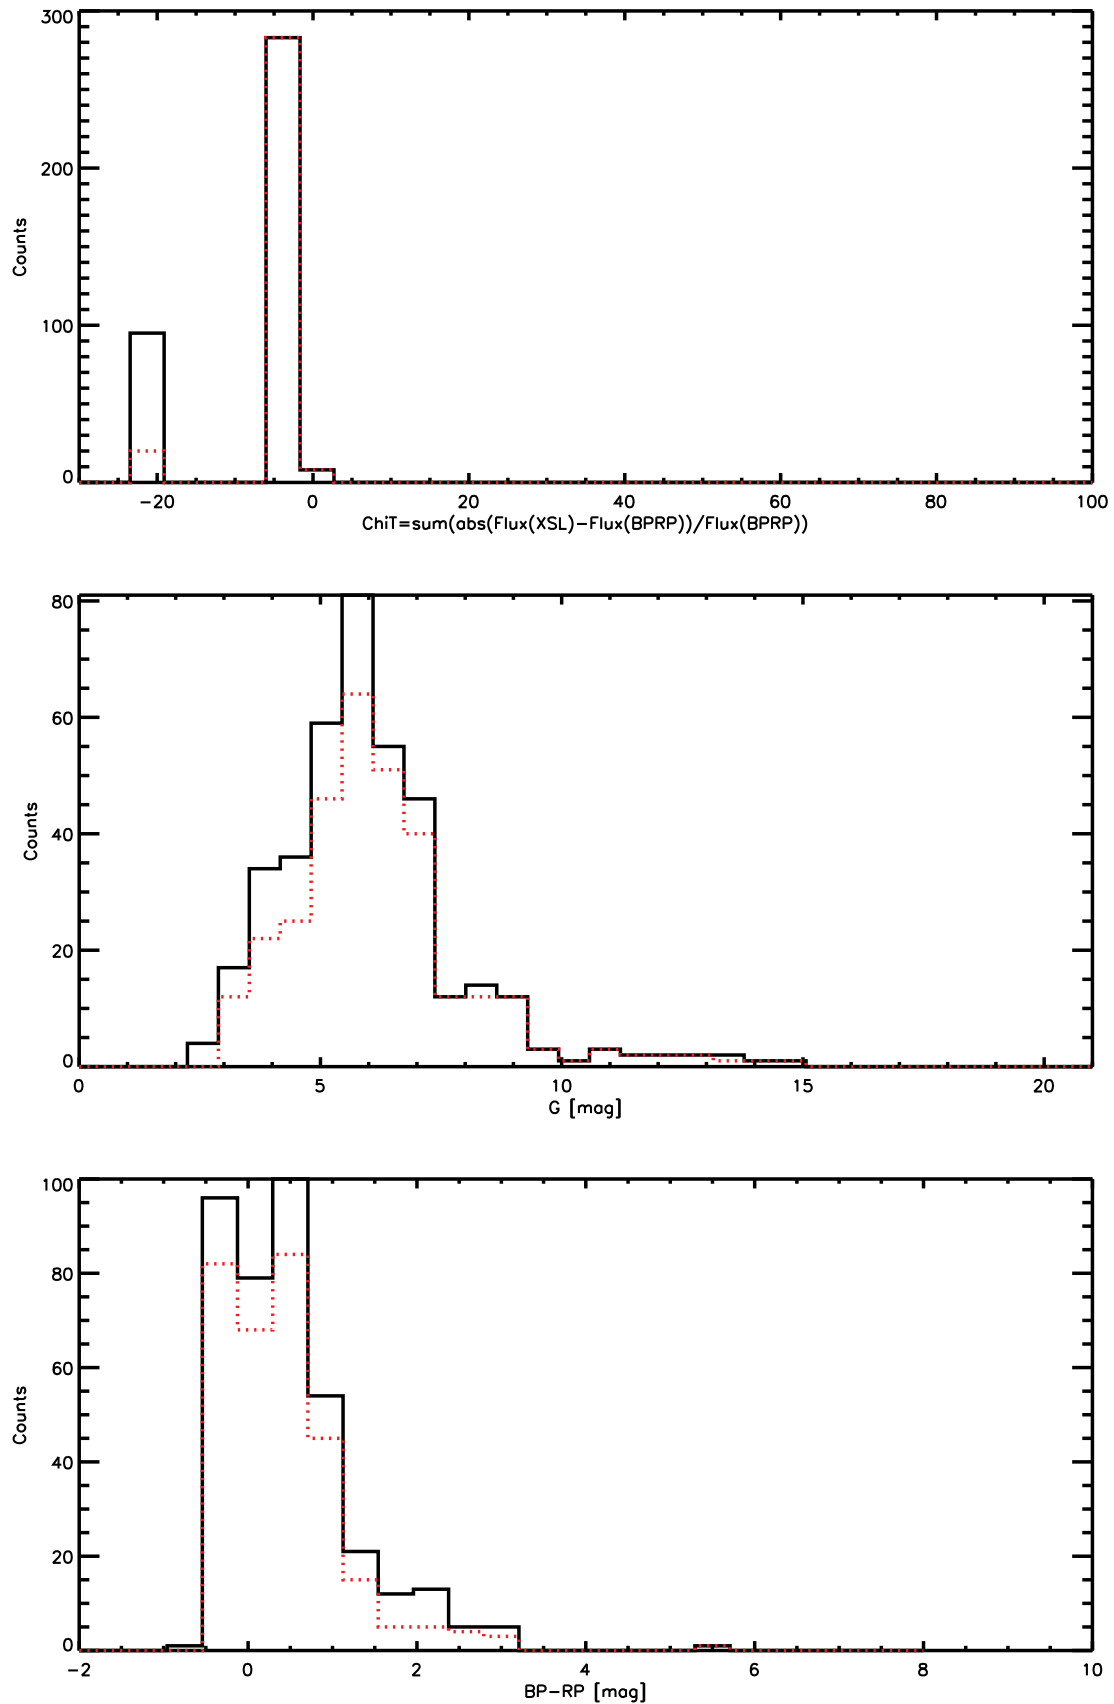 300
200
100
0
Counts
-20 0 20 40 60 80 100
ChiT=sum(abs(Flux(XSL)-Flux(BPRP))/Flux(BPRP))
80
60
40
20
0
Counts
0 5 10 15 20
G [mag]
100
80
60
40
20
0
Counts
-2 0 2 4 6 8 10
BP-RP [mag]